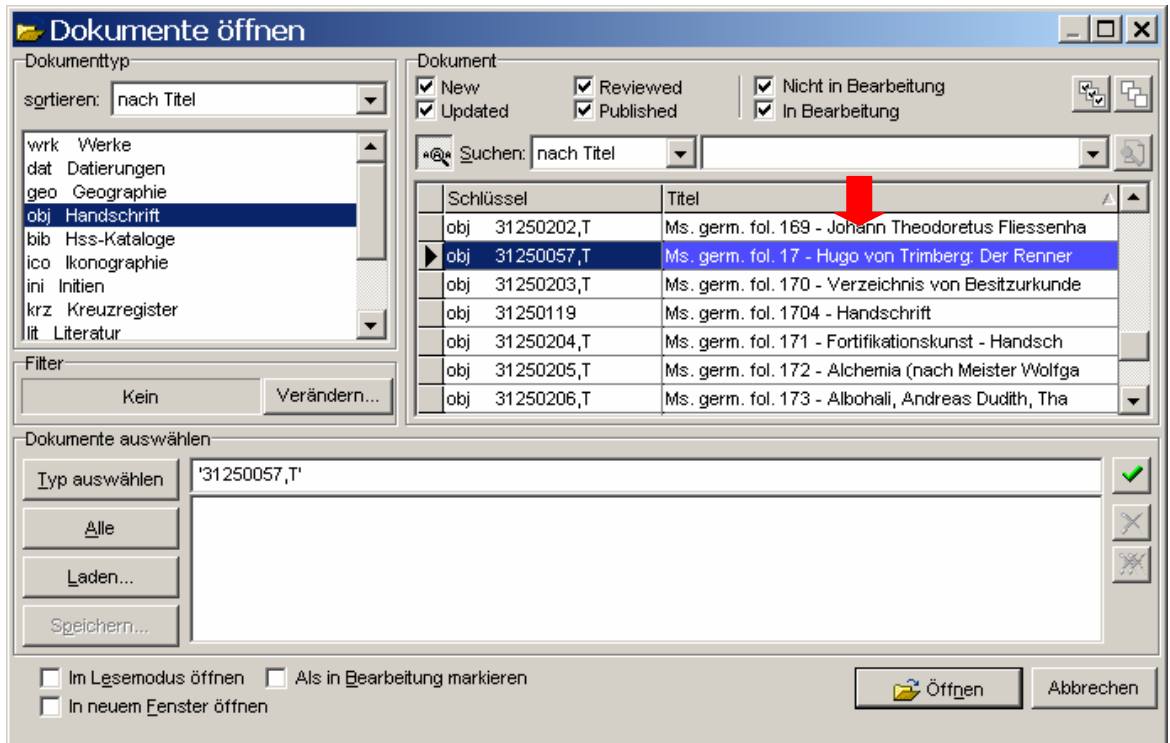 Dokumente öffnen
Dokumenttyp
sortieren: nach Titel
wrk Werke
dat Datierungen
geo Geographie
obj Handschrift
bib Hss-Kataloge
ico Ikonographie
ini Initien
krz Kreuzregister
lit Literatur
Filter
Kein Verändern...
Dokument
New Reviewed Nicht in Bearbeitung
Updated Published In Bearbeitung
Suchen: nach Titel
Schlüssel Titel
obj 31250202,T Ms. germ. fol. 169 - Johann Theodoretus Fliessenha
obj 31250057,T Ms. germ. fol. 17 - Hugo von Trimberg: Der Renner
obj 31250203,T Ms. germ. fol. 170 - Verzeichnis von Besitzurkunde
obj 31250119 Ms. germ. fol. 1704 - Handschrift
obj 31250204,T Ms. germ. fol. 171 - Fortifikationskunst - Handsch
obj 31250205,T Ms. germ. fol. 172 - Alchemia (nach Meister Wolfga
obj 31250206,T Ms. germ. fol. 173 - Albohali, Andreas Dudith, Tha
Dokumente auswählen
Typ auswählen '31250057,T'
Alle
Laden...
Speichern...
Im Lesemodus öffnen Als in Bearbeitung markieren
In neuem Fenster öffnen
Öffnen Abbrechen